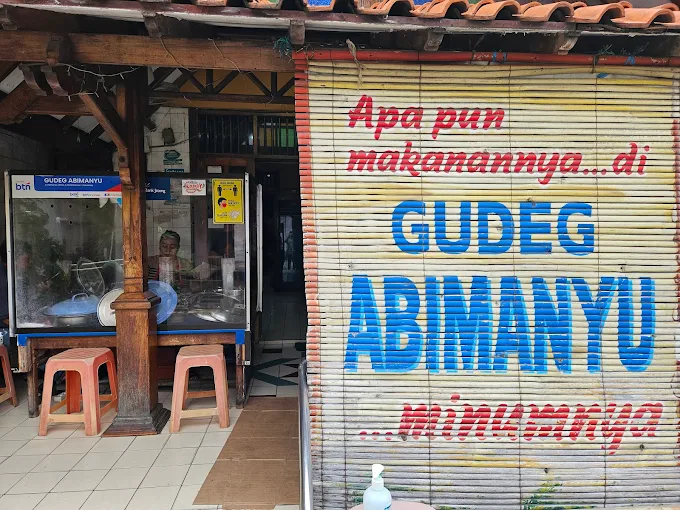 Apa pun
makanannya...di
GUDEG
ABIMANYU
...minumnya
btn
GUDEG ABIMANYU